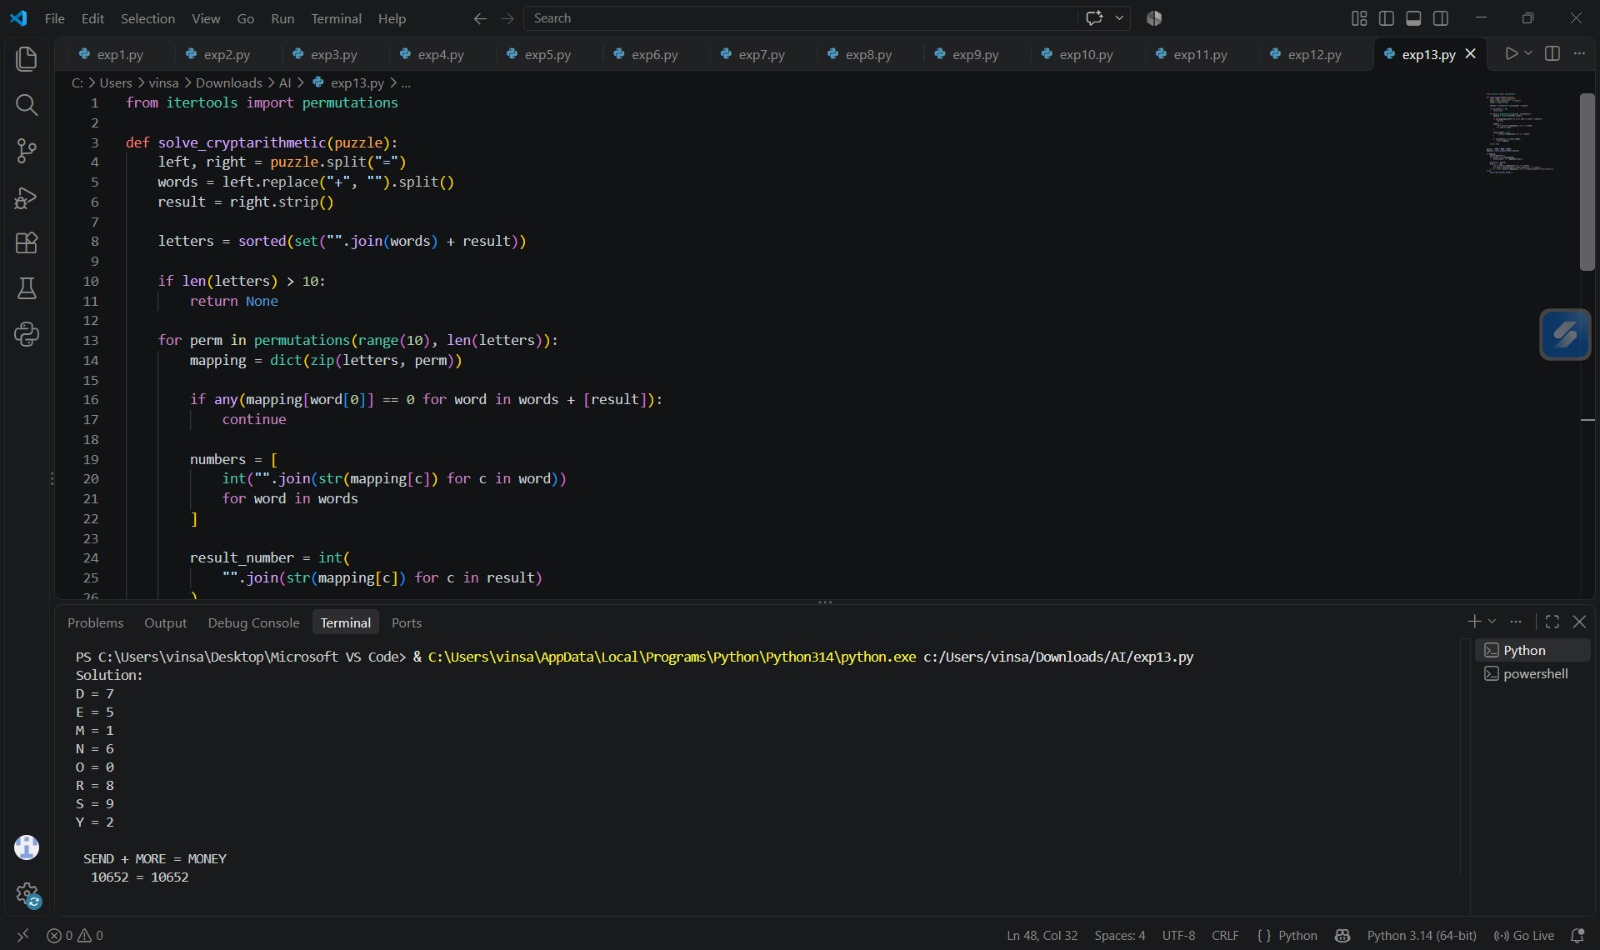 File Edit Selection View Go Run Terminal Help
Search
exp1.py exp2.py exp3.py exp4.py exp5.py exp6.py exp7.py exp8.py exp9.py exp10.py exp11.py exp12.py exp13.py
C: > Users > vinsa > Downloads > AI > exp13.py > ...
1 from itertools import permutations
2
3 def solve_cryptarithmetic(puzzle):
4     left, right = puzzle.split("=")
5     words = left.replace("+", "").split()
6     result = right.strip()
7
8     letters = sorted(set("".join(words) + result))
9
10     if len(letters) > 10:
11         return None
12
13     for perm in permutations(range(10), len(letters)):
14         mapping = dict(zip(letters, perm))
15
16         if any(mapping[word[0]] == 0 for word in words + [result]):
17             continue
18
19         numbers = [
20             int("".join(str(mapping[c]) for c in word))
21             for word in words
22         ]
23
24         result_number = int(
25             "".join(str(mapping[c]) for c in result)
26         )
Problems Output Debug Console Terminal Ports
PS C:\Users\vinsa\Desktop\Microsoft VS Code> & C:\Users\vinsa\AppData\Local\Programs\Python\Python314\python.exe c:/Users/vinsa/Downloads/AI/exp13.py
Solution:
D = 7
E = 5
M = 1
N = 6
O = 0
R = 8
S = 9
Y = 2
SEND + MORE = MONEY
10652 = 10652
Python
powershell
0 0
Ln 48, Col 32 Spaces: 4 UTF-8 CRLF { } Python Python 3.14 (64-bit) Go Live